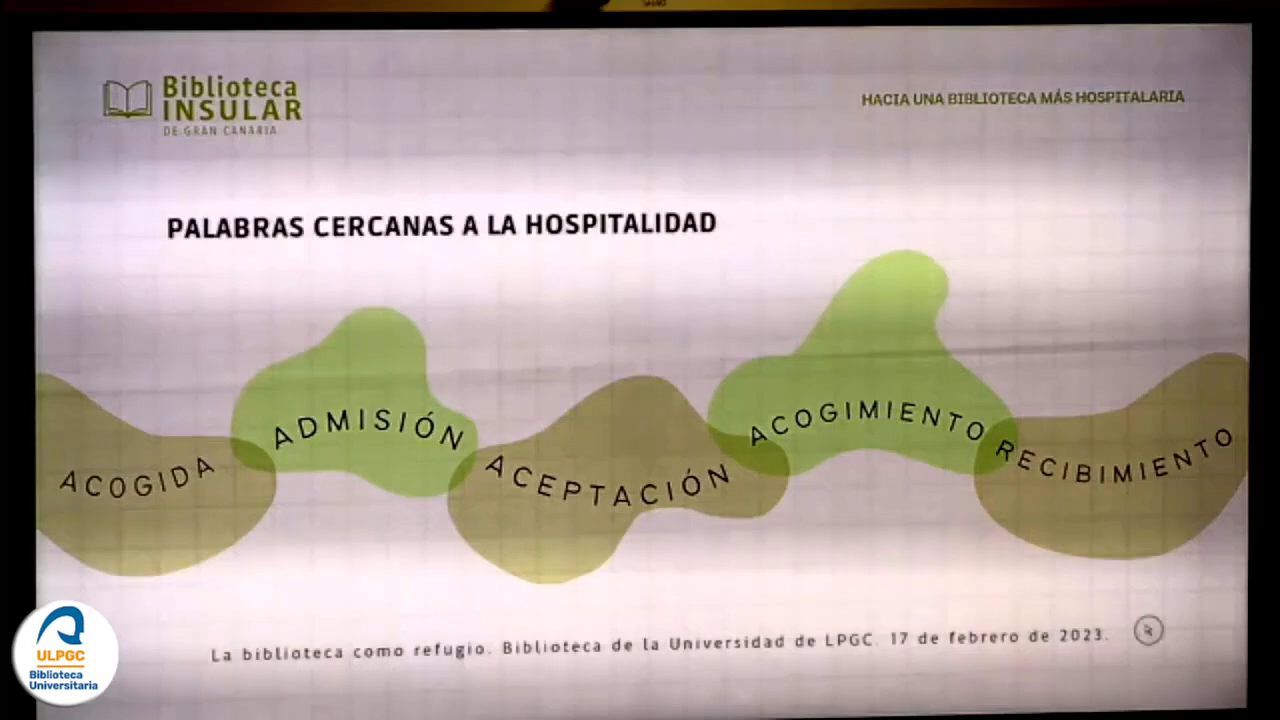 Biblioteca
INSULAR
DE GRAN CANARIA
HACIA UNA BIBLIOTECA MÁS HOSPITALARIA
PALABRAS CERCANAS A LA HOSPITALIDAD
ACOGIDA
ADMISIÓN
ACEPTACIÓN
ACOGIMIENTO
RECIBIMIENTO
La biblioteca como refugio. Biblioteca de la Universidad de LPGC. 17 de febrero de 2023.
ULPGC
Biblioteca
Universitaria